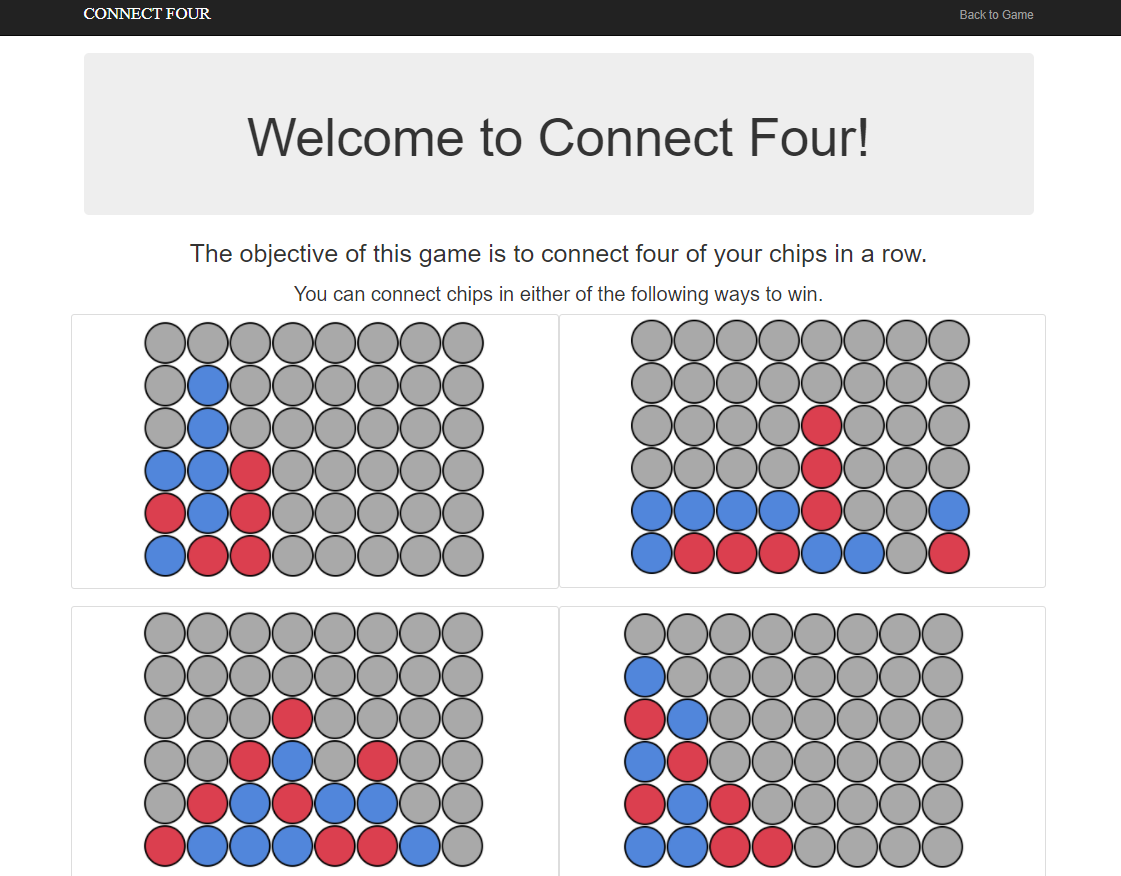 CONNECT FOUR
Back to Game
Welcome to Connect Four!
The objective of this game is to connect four of your chips in a row.
You can connect chips in either of the following ways to win.